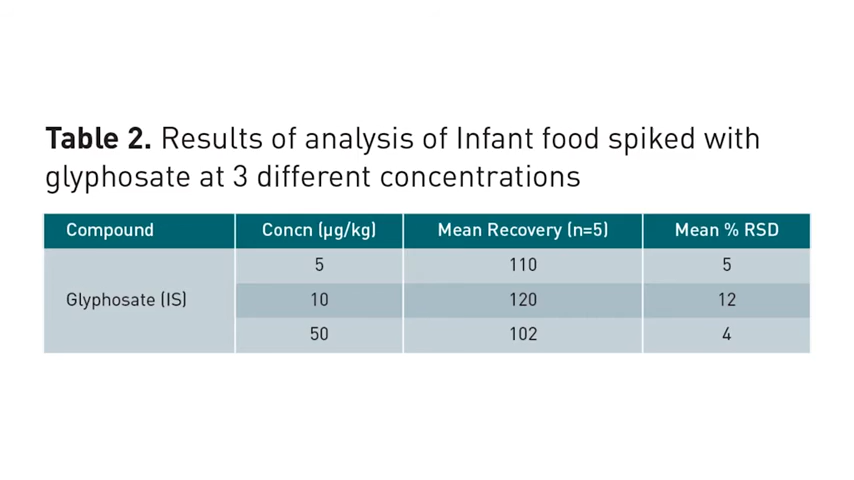 Table 2. Results of analysis of Infant food spiked with
glyphosate at 3 different concentrations
Compound Concn (µg/kg) Mean Recovery (n=5) Mean % RSD
5 110 5
Glyphosate (IS) 10 120 12
50 102 4